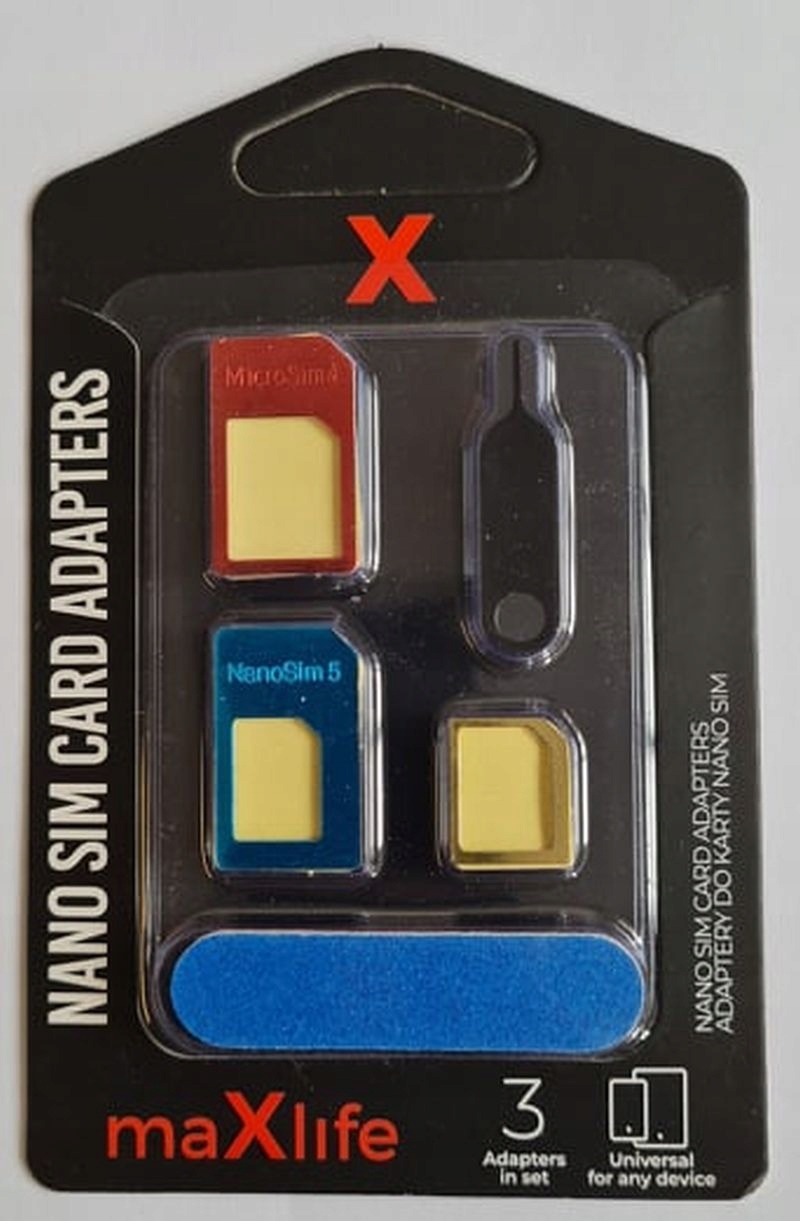 X
MicroSim4
NanoSim 5
NANO SIM CARD ADAPTERS
NANO SIM CARD ADAPTERS
ADAPTERY DO KARTY NANO SIM
maXlife
3
Adapters
in set
Universal
for any device